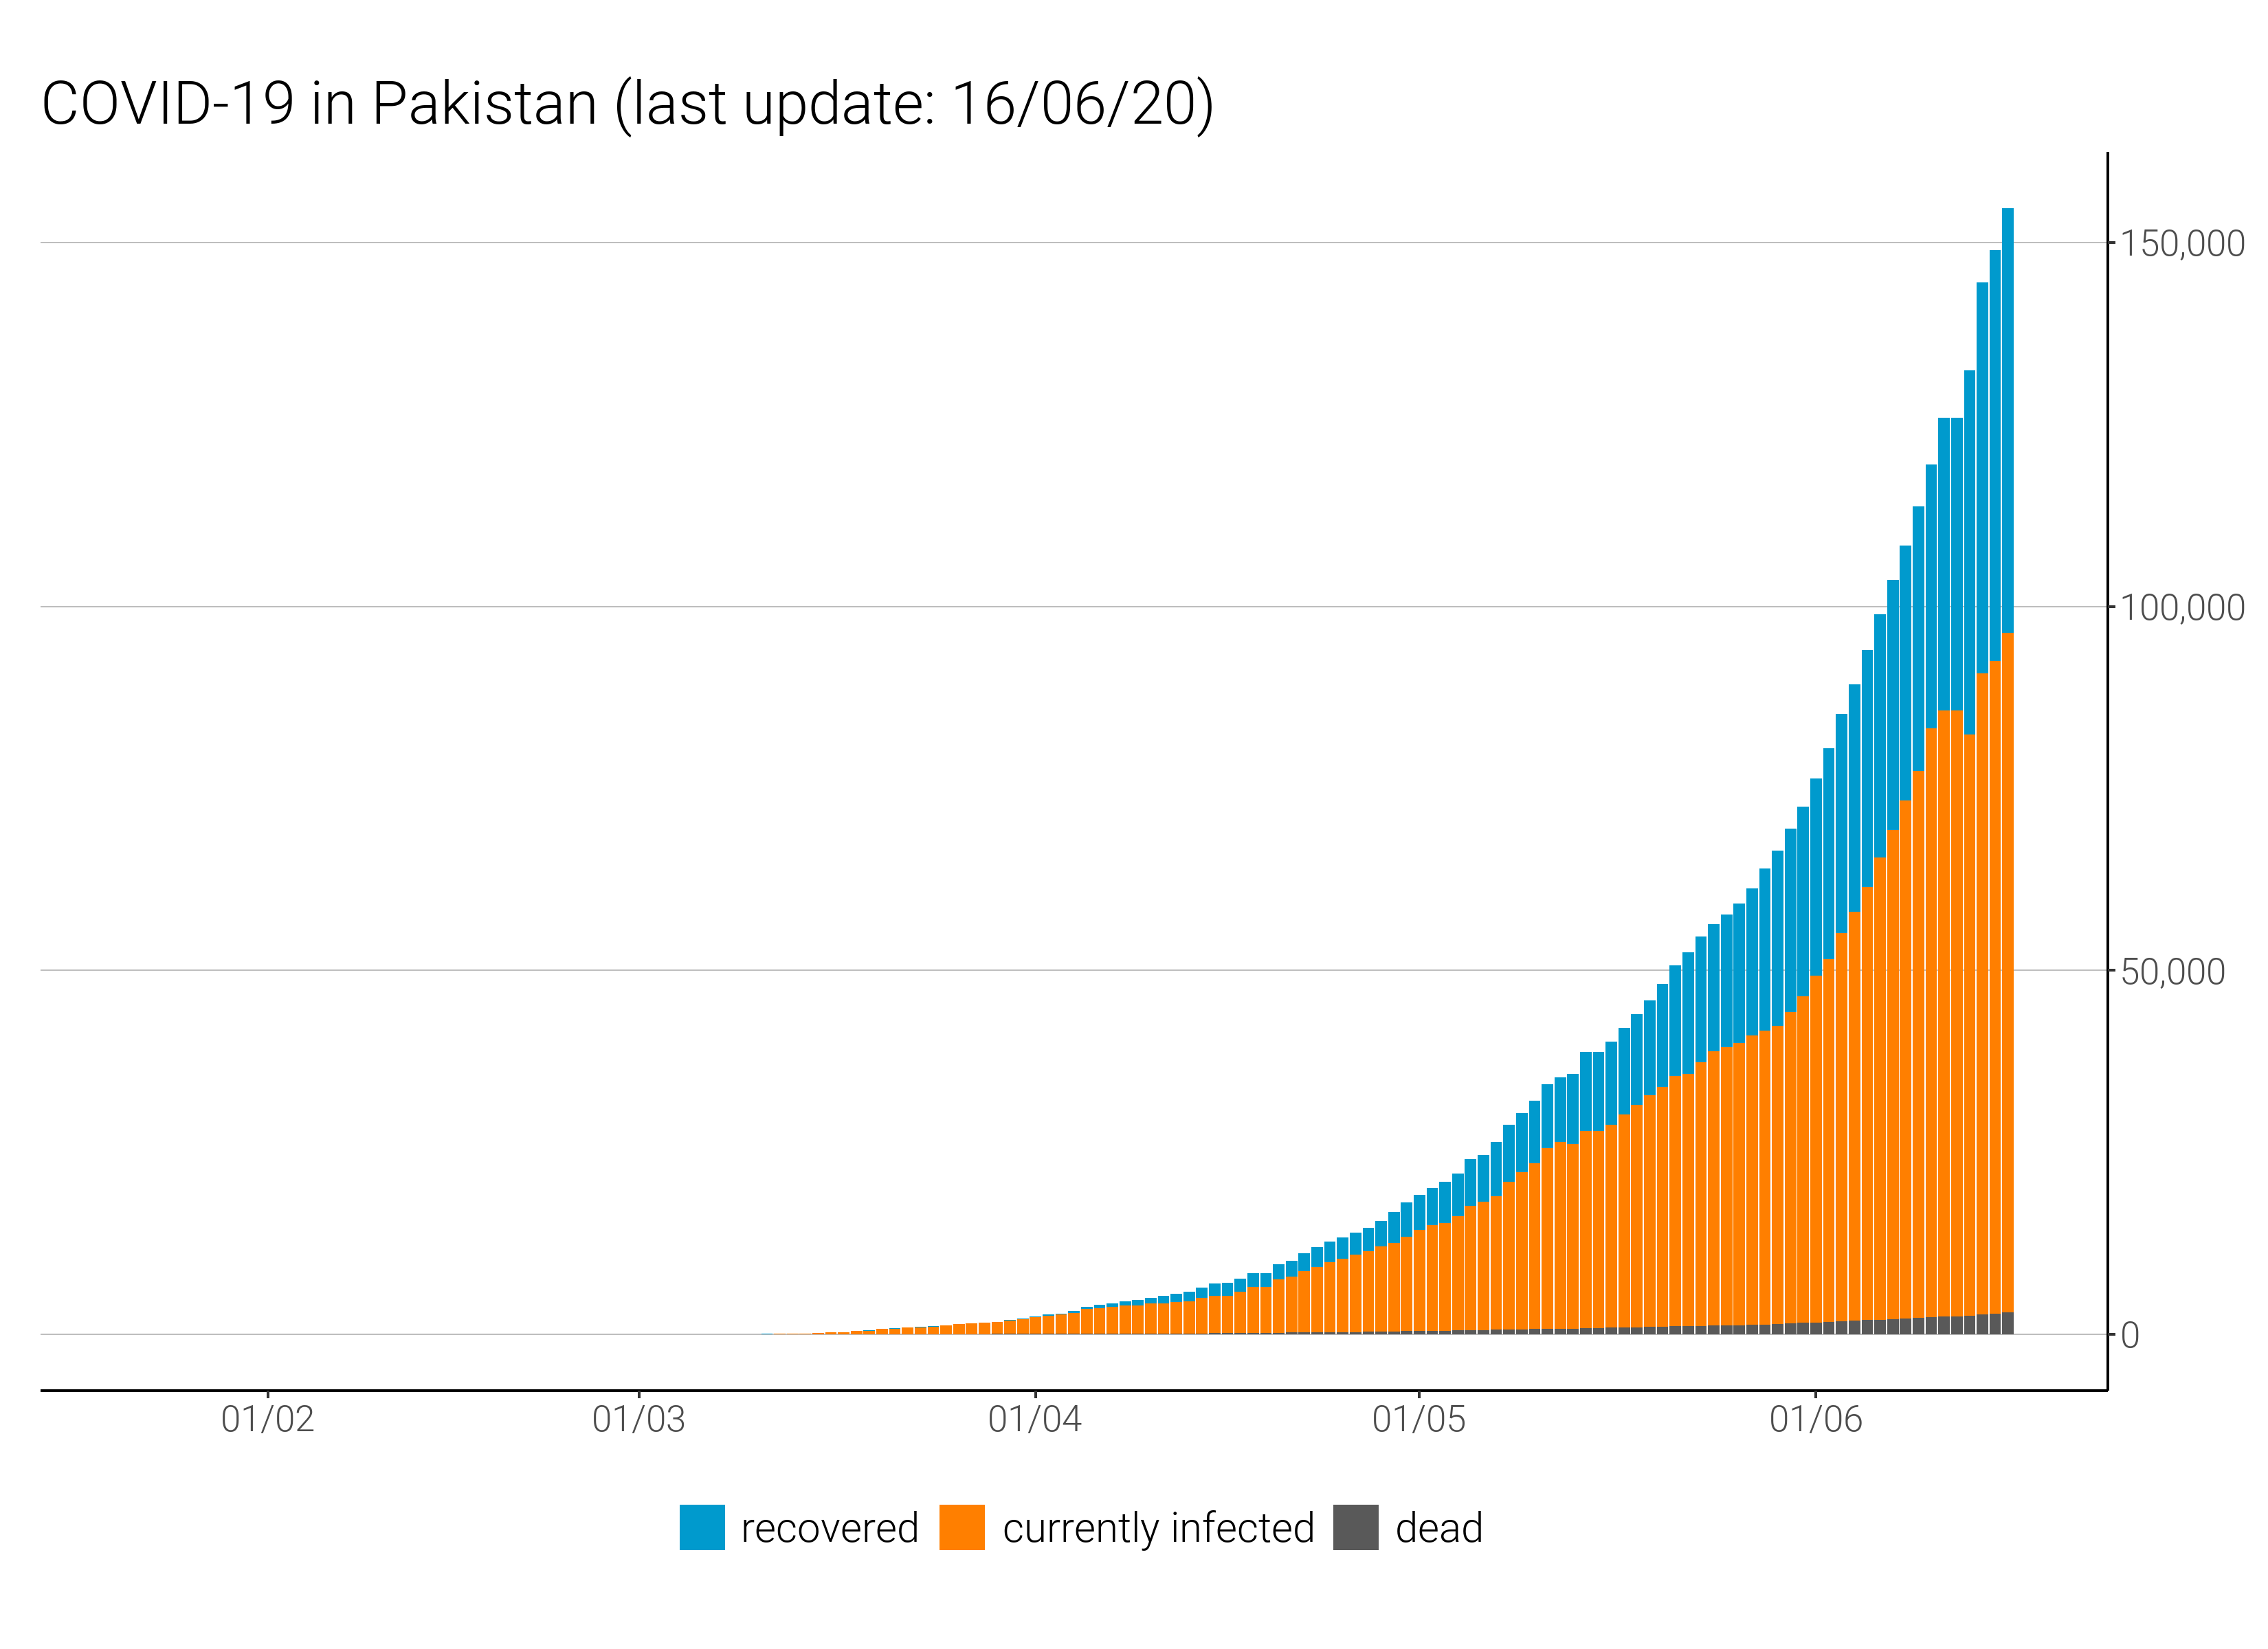 COVID-19 in Pakistan (last update: 16/06/20)
150,000
100,000
50,000
0
01/02 01/03 01/04 01/05 01/06
recovered currently infected dead